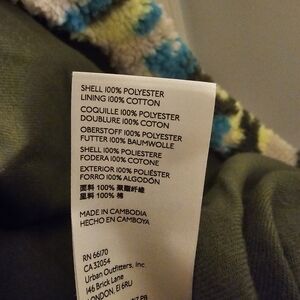 SHELL 100% POLYESTER
LINING 100% COTTON
COQUILLE 100% POLYESTER
DOUBLURE 100% COTON
OBERSTOFF 100% POLYESTER
FUTTER 100% BAUMWOLLE
SHELL 100% POLIESTERE
FODERA 100% COTONE
EXTERIOR 100% POLIÉSTER
FORRO 100% ALGODÓN
面料 100% 聚酯纤维
里料 100% 棉
MADE IN CAMBODIA
HECHO EN CAMBOYA
RN 66170
CA 32054
Urban Outfitters, Inc.
146 Brick Lane
LONDON, E1 6RU